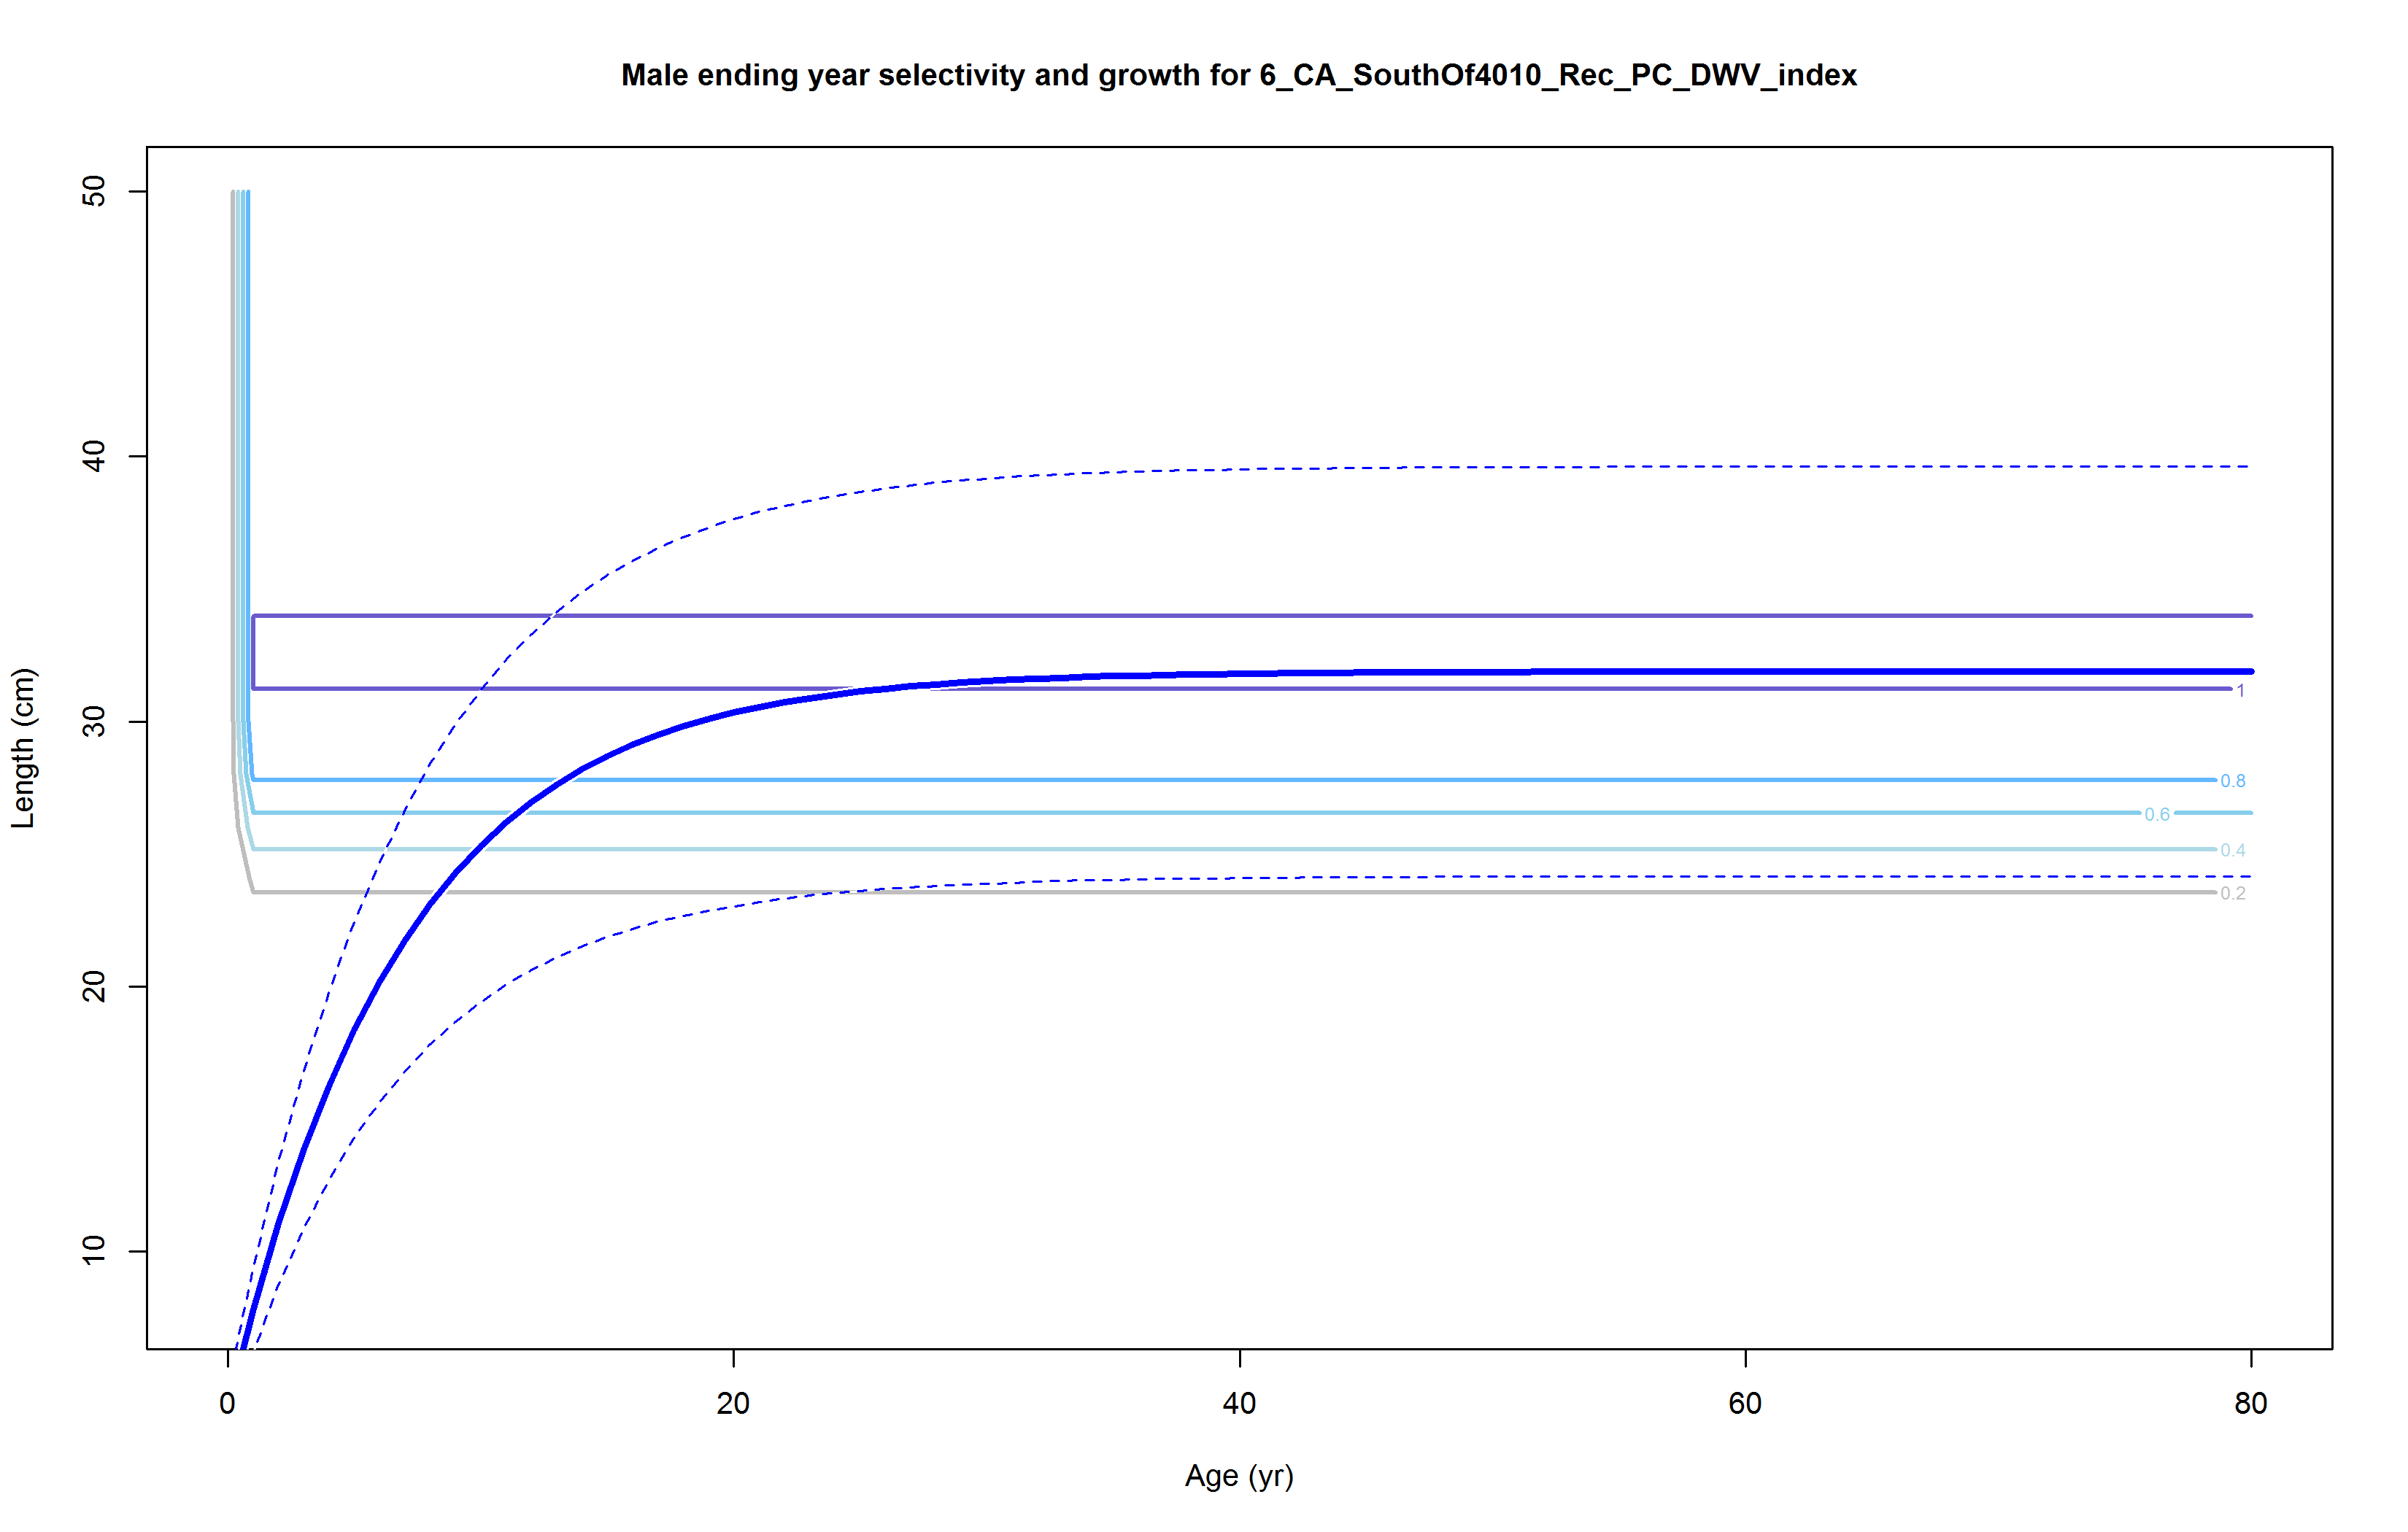 Male ending year selectivity and growth for 6_CA_SouthOf4010_Rec_PC_DWV_index
Length (cm)
50
40
30
20
10
1
0.8
0.6
0.4
0.2
0 20 40 60 80
Age (yr)